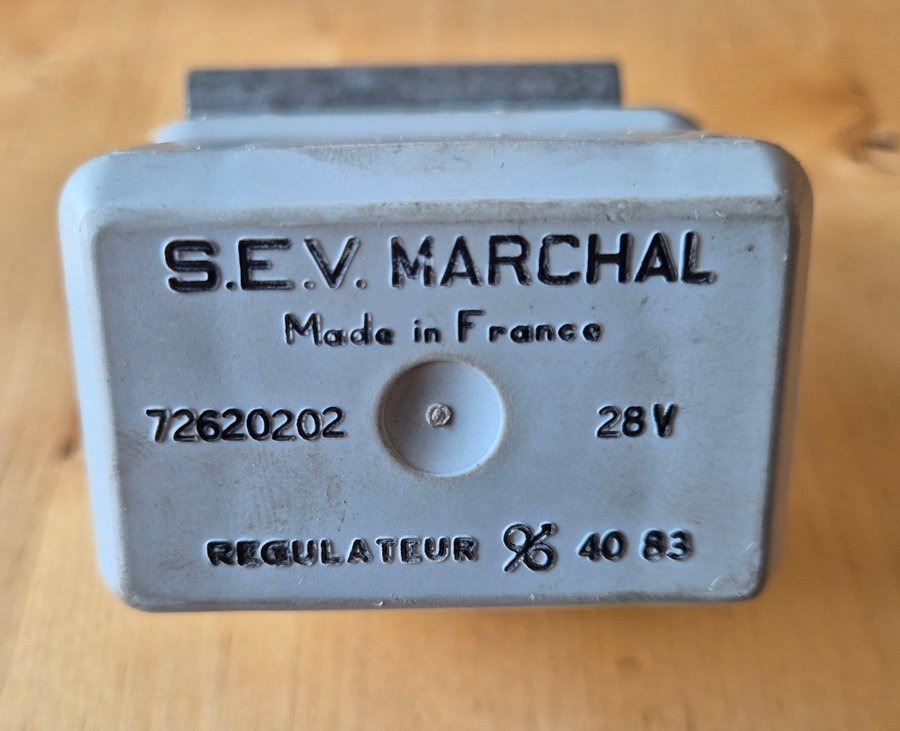 S.E.V. MARCHAL
Made in France
72620202 28V
REGULATEUR 40 83